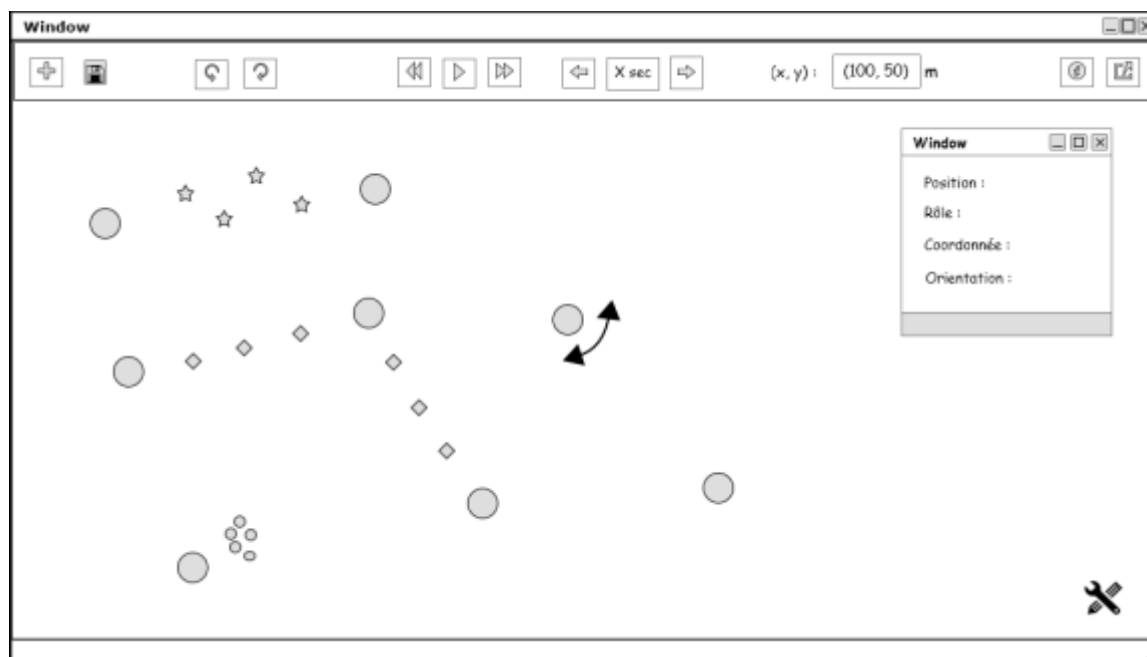 Window
X sec
(x, y) :
(100, 50)
m
Window
Position :
Rôle :
Coordonnée :
Orientation :